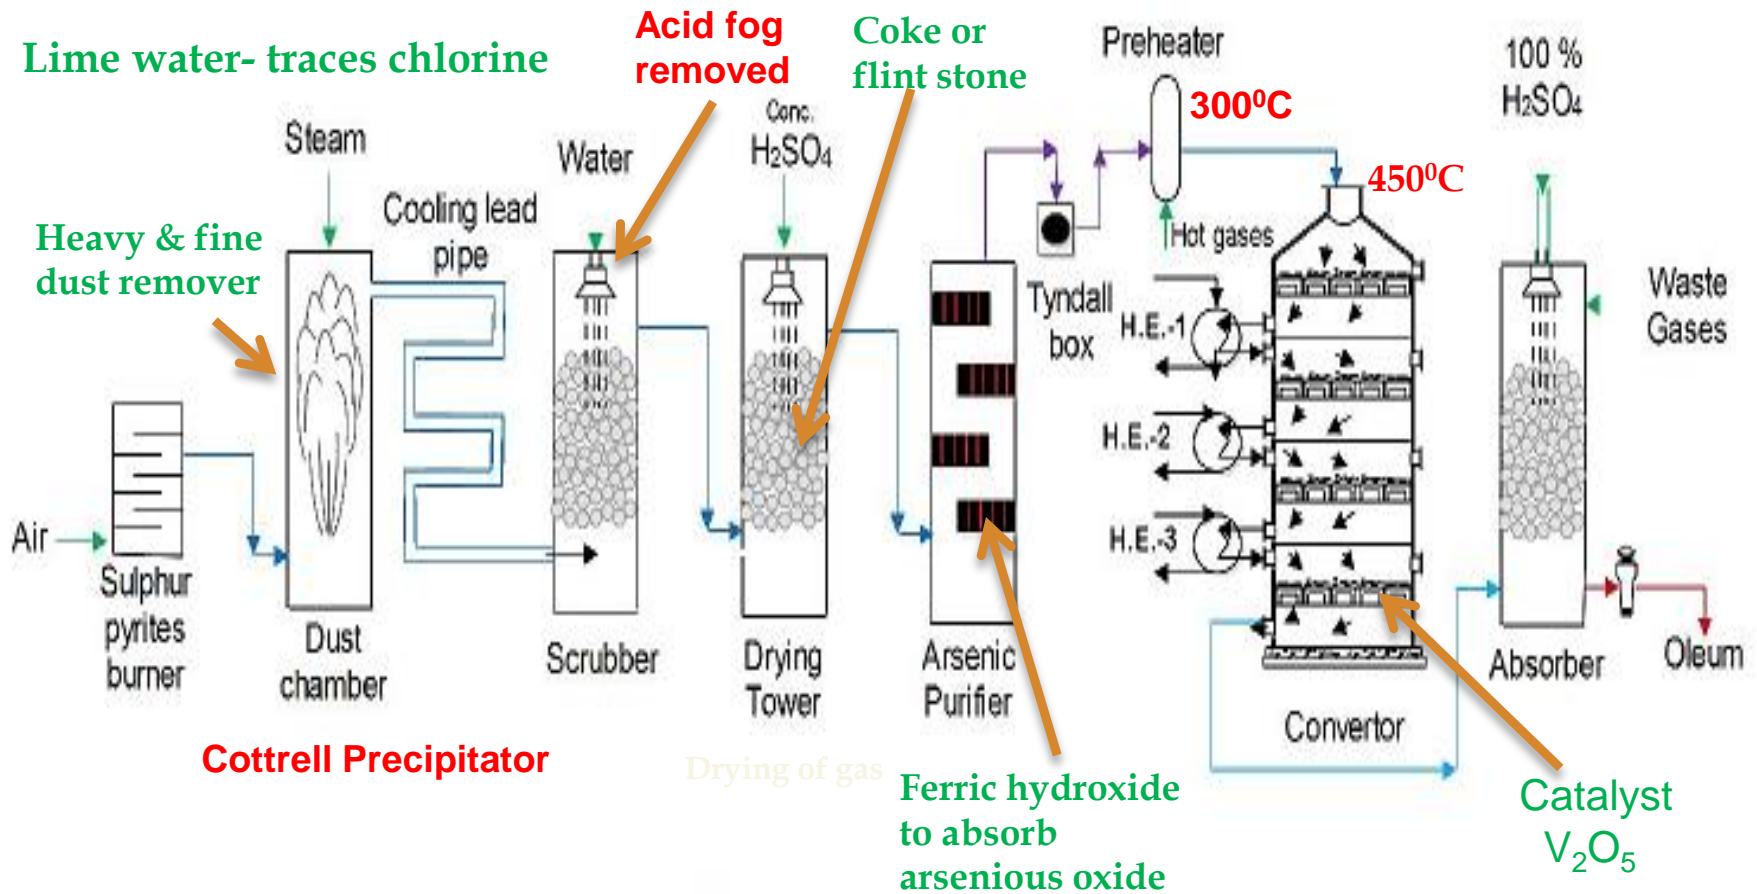 Lime water- traces chlorine
Acid fog
removed
Coke or
flint stone
Preheater
300⁰C
100 %
H₂SO₄
Steam
Water
Conc.
H₂SO₄
450⁰C
Cooling lead
pipe
Heavy & fine
dust remover
Hot gases
Tyndall
box
Waste
Gases
H.E.-1
H.E.-2
H.E.-3
Air
Sulphur
pyrites
burner
Dust
chamber
Scrubber
Drying
Tower
Arsenic
Purifier
Convertor
Absorber
Oleum
Cottrell Precipitator
Drying of gas
Ferric hydroxide
to absorb
arsenious oxide
Catalyst
V₂O₅